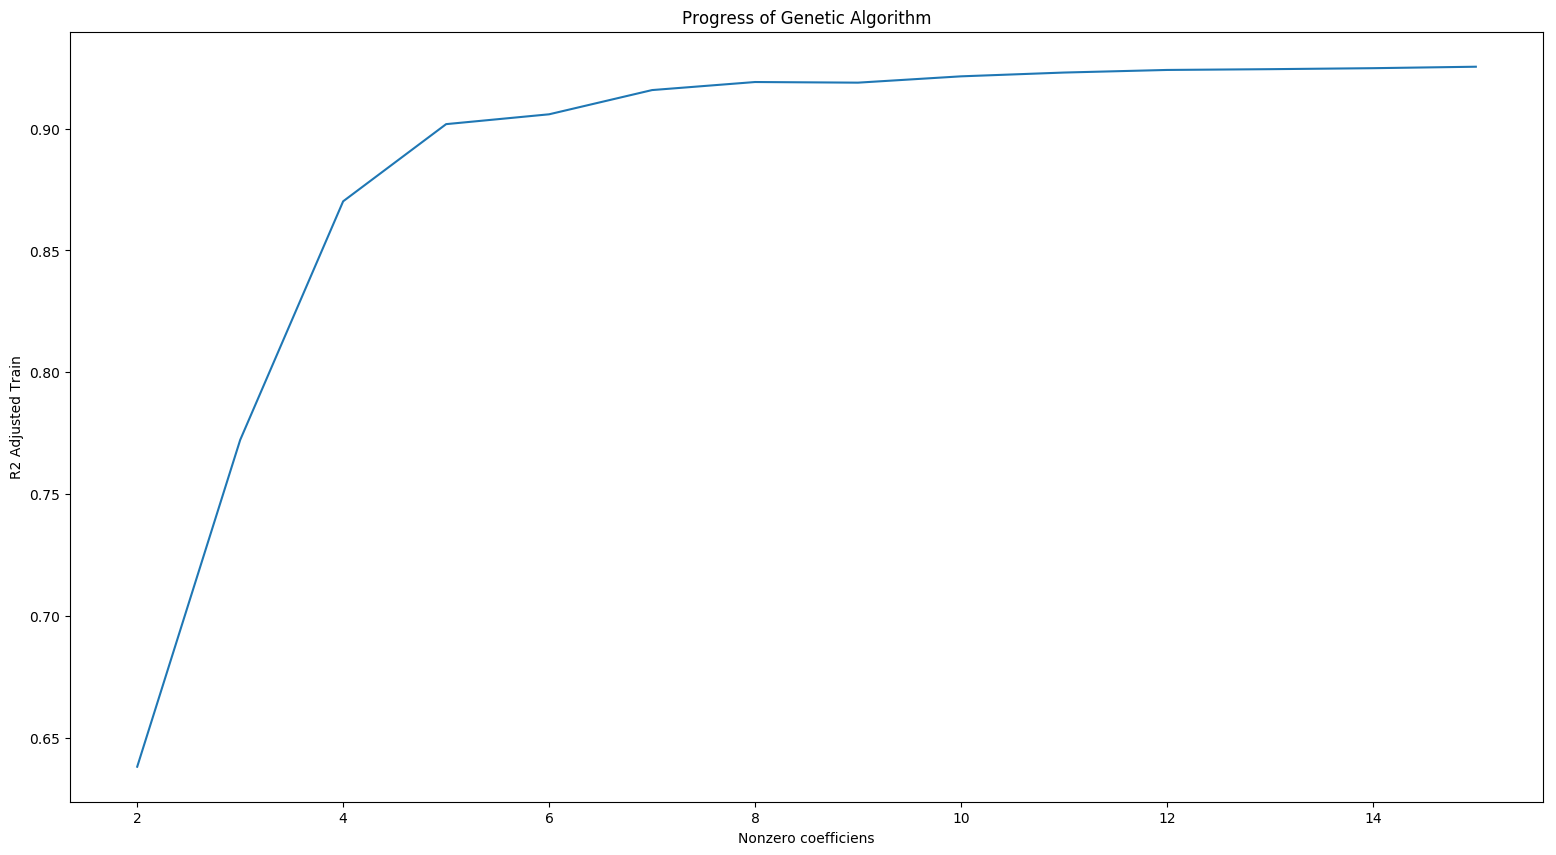 Progress of Genetic Algorithm
R2 Adjusted Train
0.90
0.85
0.80
0.75
0.70
0.65
2 4 6 8 10 12 14
Nonzero coefficiens